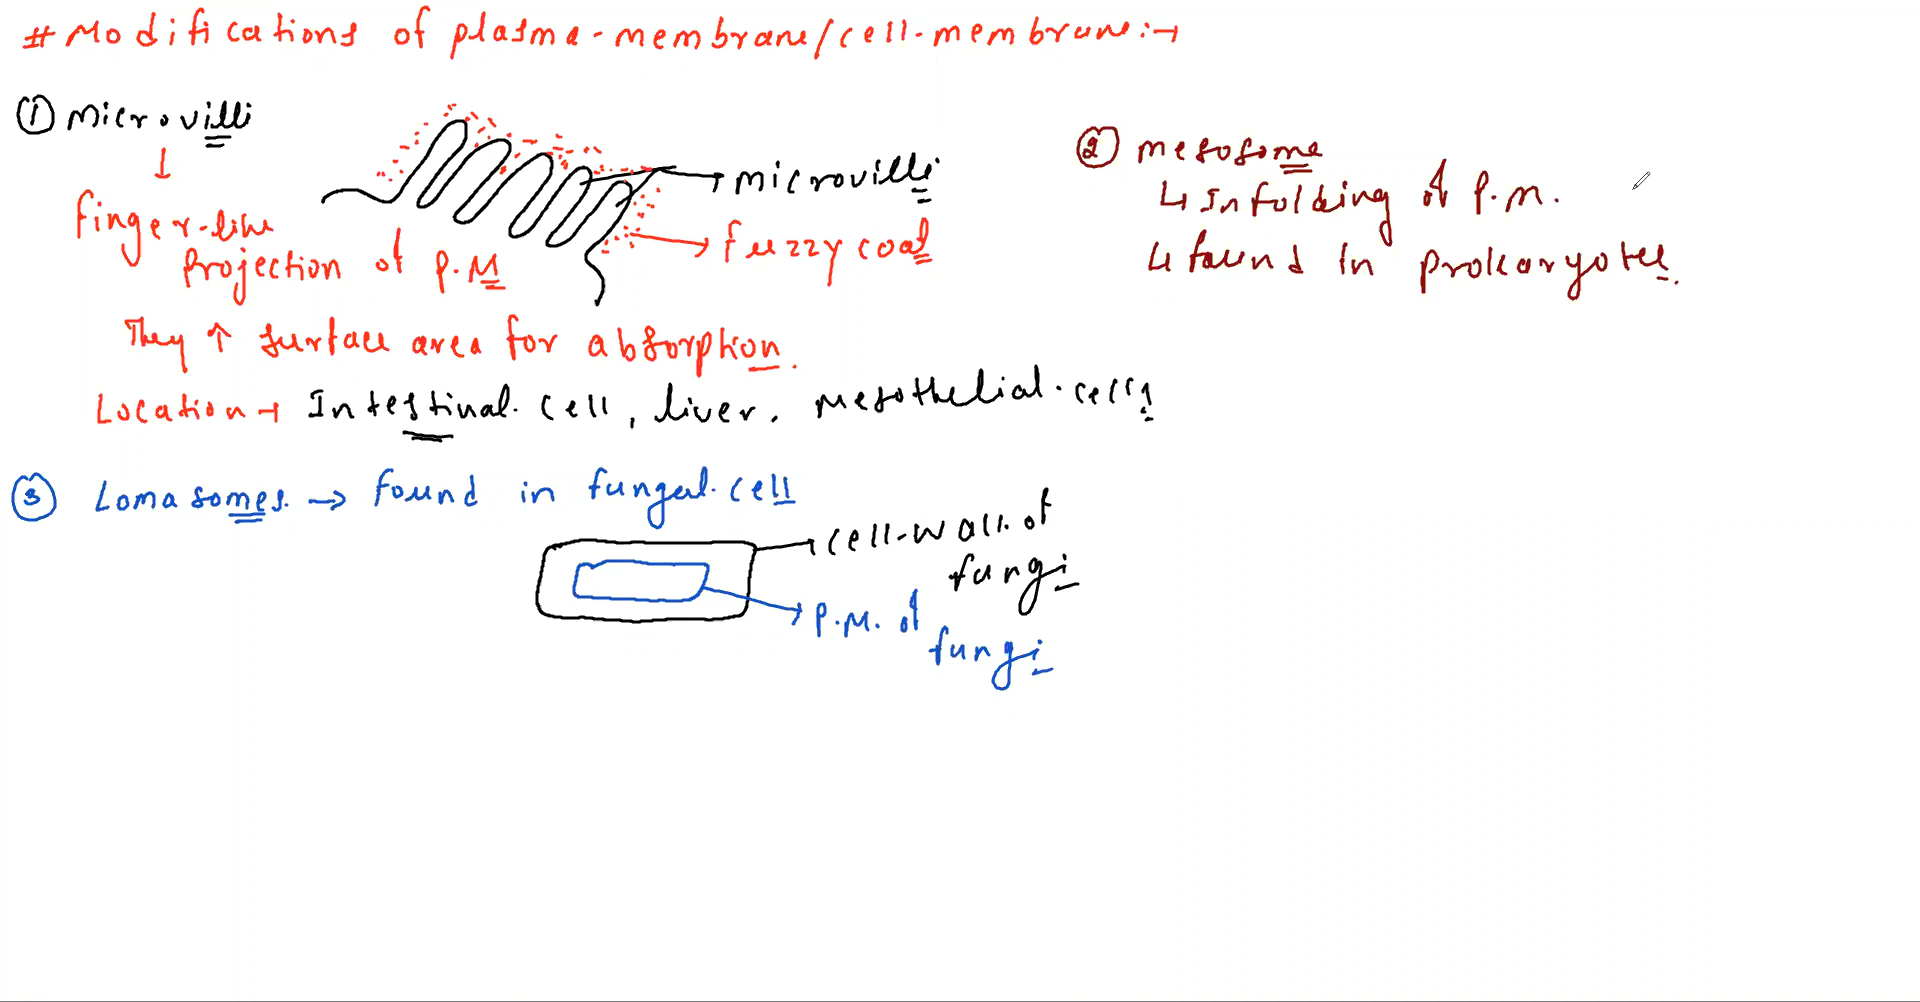 # Modifications of plasma-membrane/cell-membrane:→
① Microvilli
↓
finger-like
projection of P.M
microvilli
fuzzy coat
They ↑ surface area for absorption.
Location → Intestinal cell, liver, Mesothelial cells
② mesosome
↳ Infolding of P.M.
↳ found in prokaryotes.
③ Lomasomes → found in fungal cell
cell-wall of
fungi
P.M. of
fungi